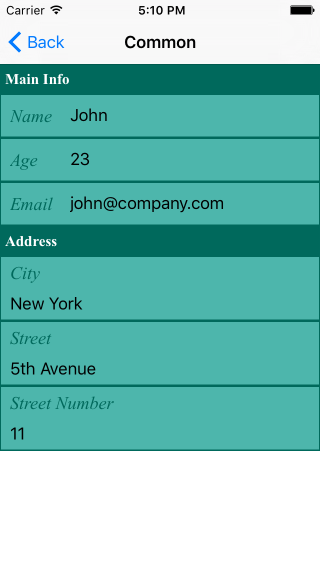 Carrier 5:10 PM
Back Common
Main Info
Name John
Age 23
Email john@company.com
Address
City
New York
Street
5th Avenue
Street Number
11